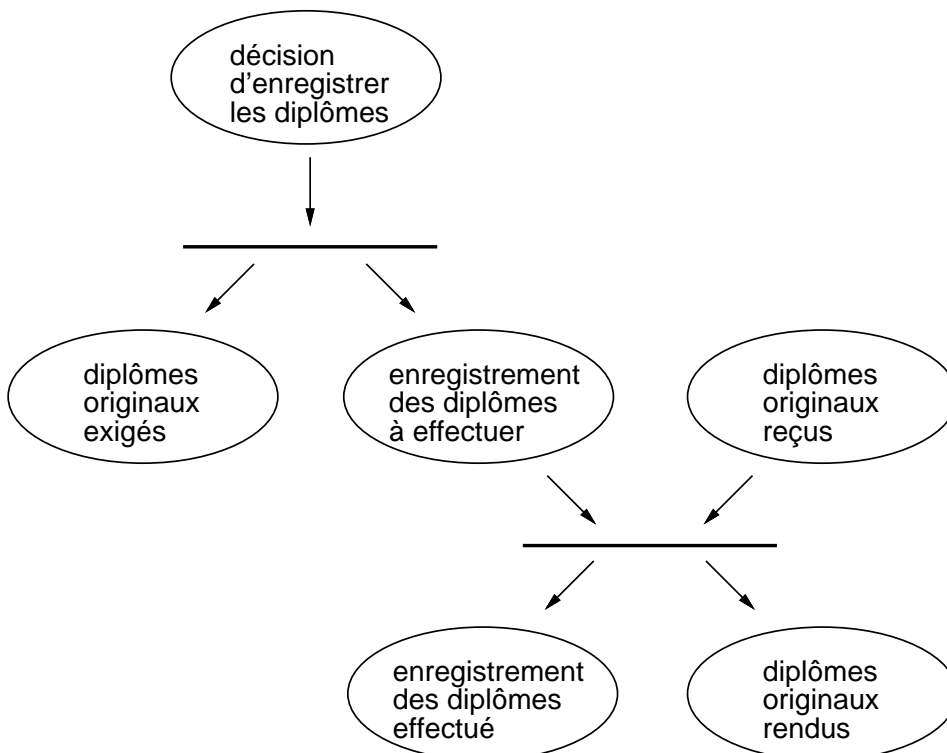 décision
d'enregistrer
les diplômes
diplômes
originaux
exigés
enregistrement
des diplômes
à effectuer
diplômes
originaux
reçus
enregistrement
des diplômes
effectué
diplômes
originaux
rendus